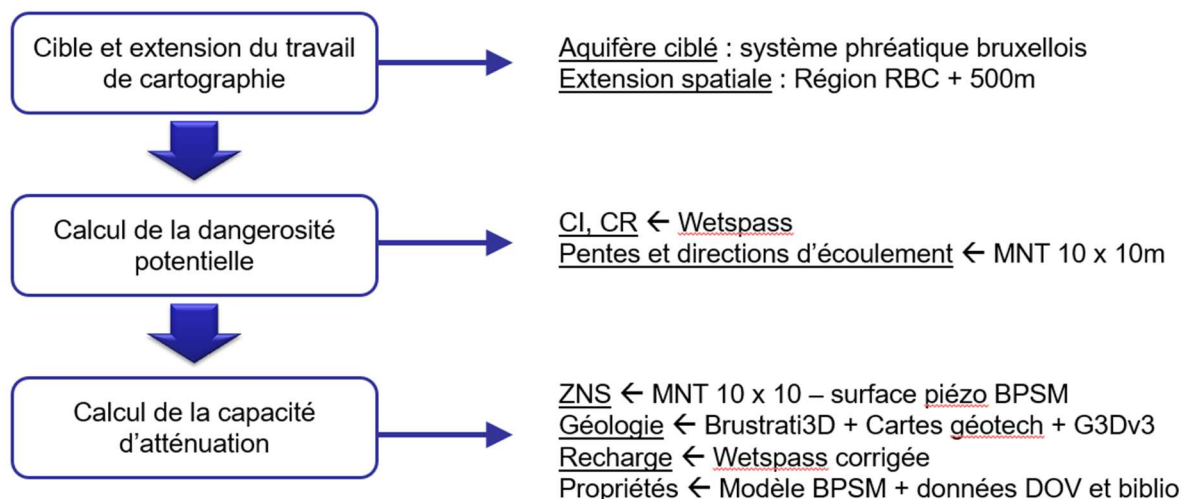 Cible et extension du travail
de cartographie
Aquifère ciblé : système phréatique bruxellois
Extension spatiale : Région RBC + 500m
Calcul de la dangerosité
potentielle
CI, CR ← Wetspass
Pentes et directions d'écoulement ← MNT 10 x 10m
Calcul de la capacité
d'atténuation
ZNS ← MNT 10 x 10 – surface piézo BPSM
Géologie ← Brustrati3D + Cartes géotech + G3Dv3
Recharge ← Wetspass corrigée
Propriétés ← Modèle BPSM + données DOV et biblio